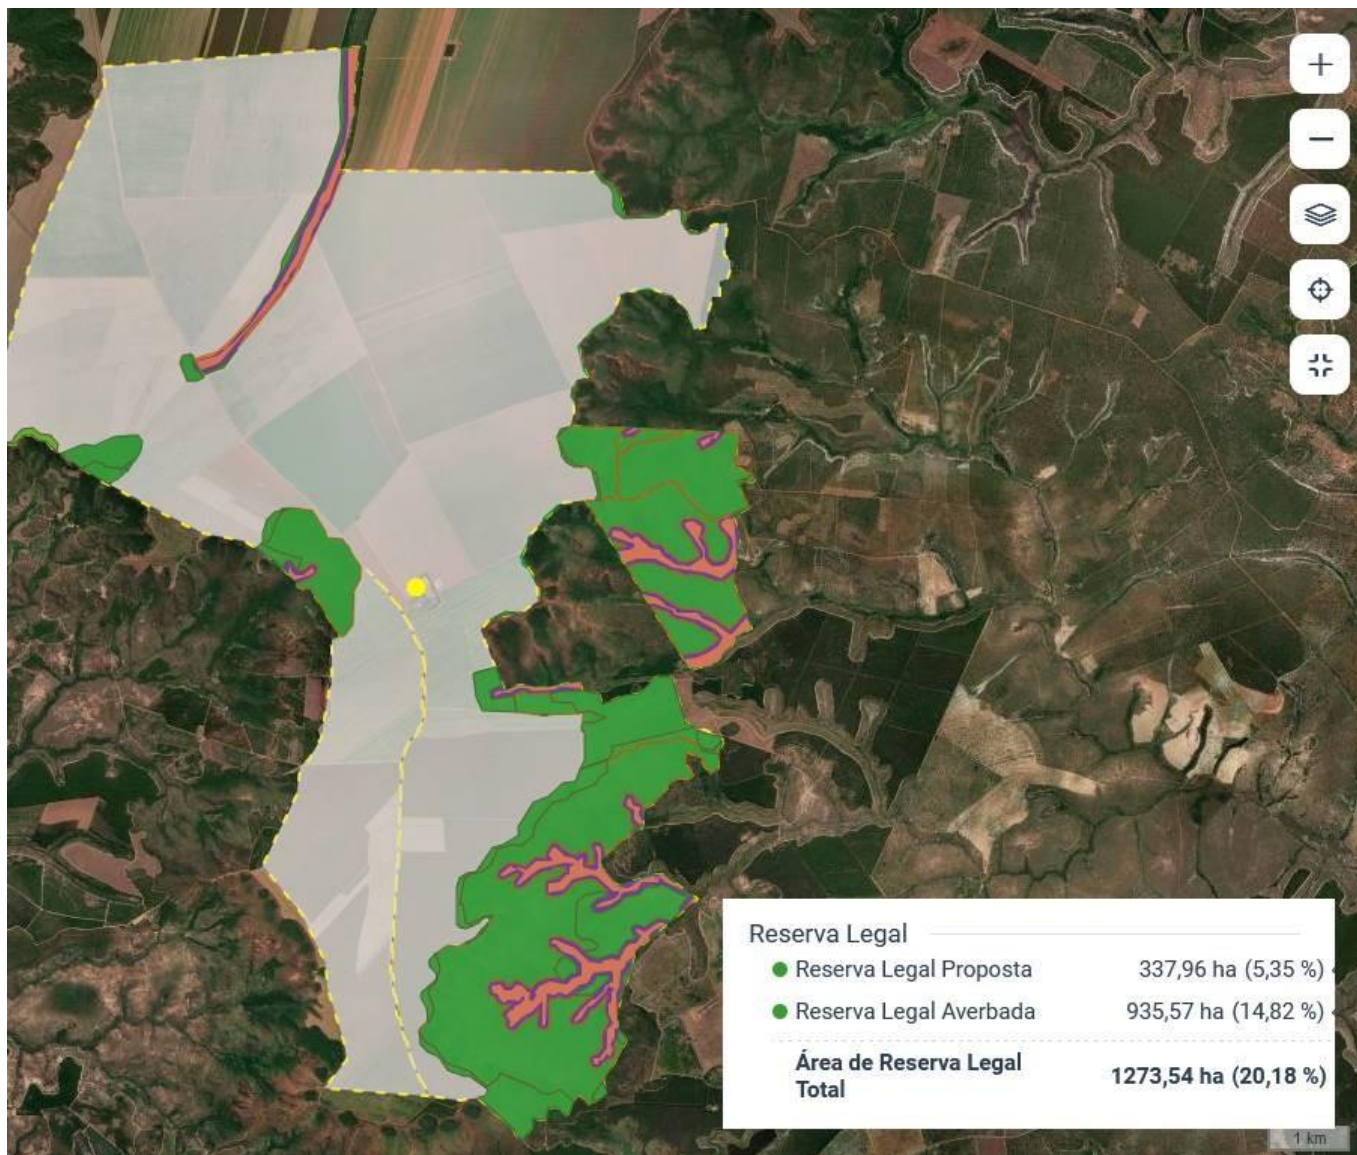 Reserva Legal
Reserva Legal Proposta 337,96 ha (5,35 %)
Reserva Legal Averbada 935,57 ha (14,82 %)
Área de Reserva Legal
Total 1273,54 ha (20,18 %)
1 km